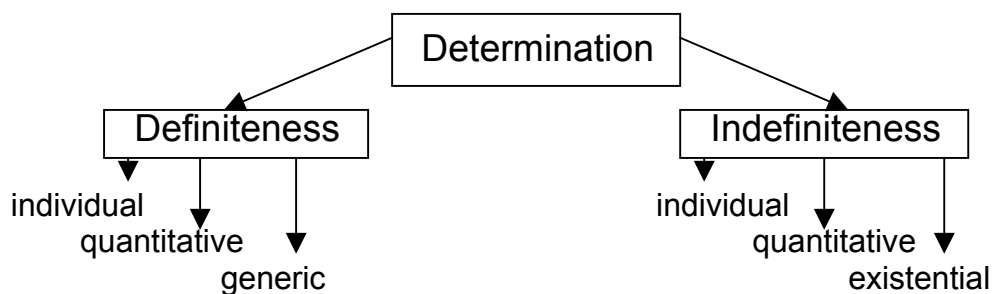 Determination
Definiteness
Indefiniteness
individual
quantitative
generic
individual
quantitative
existential